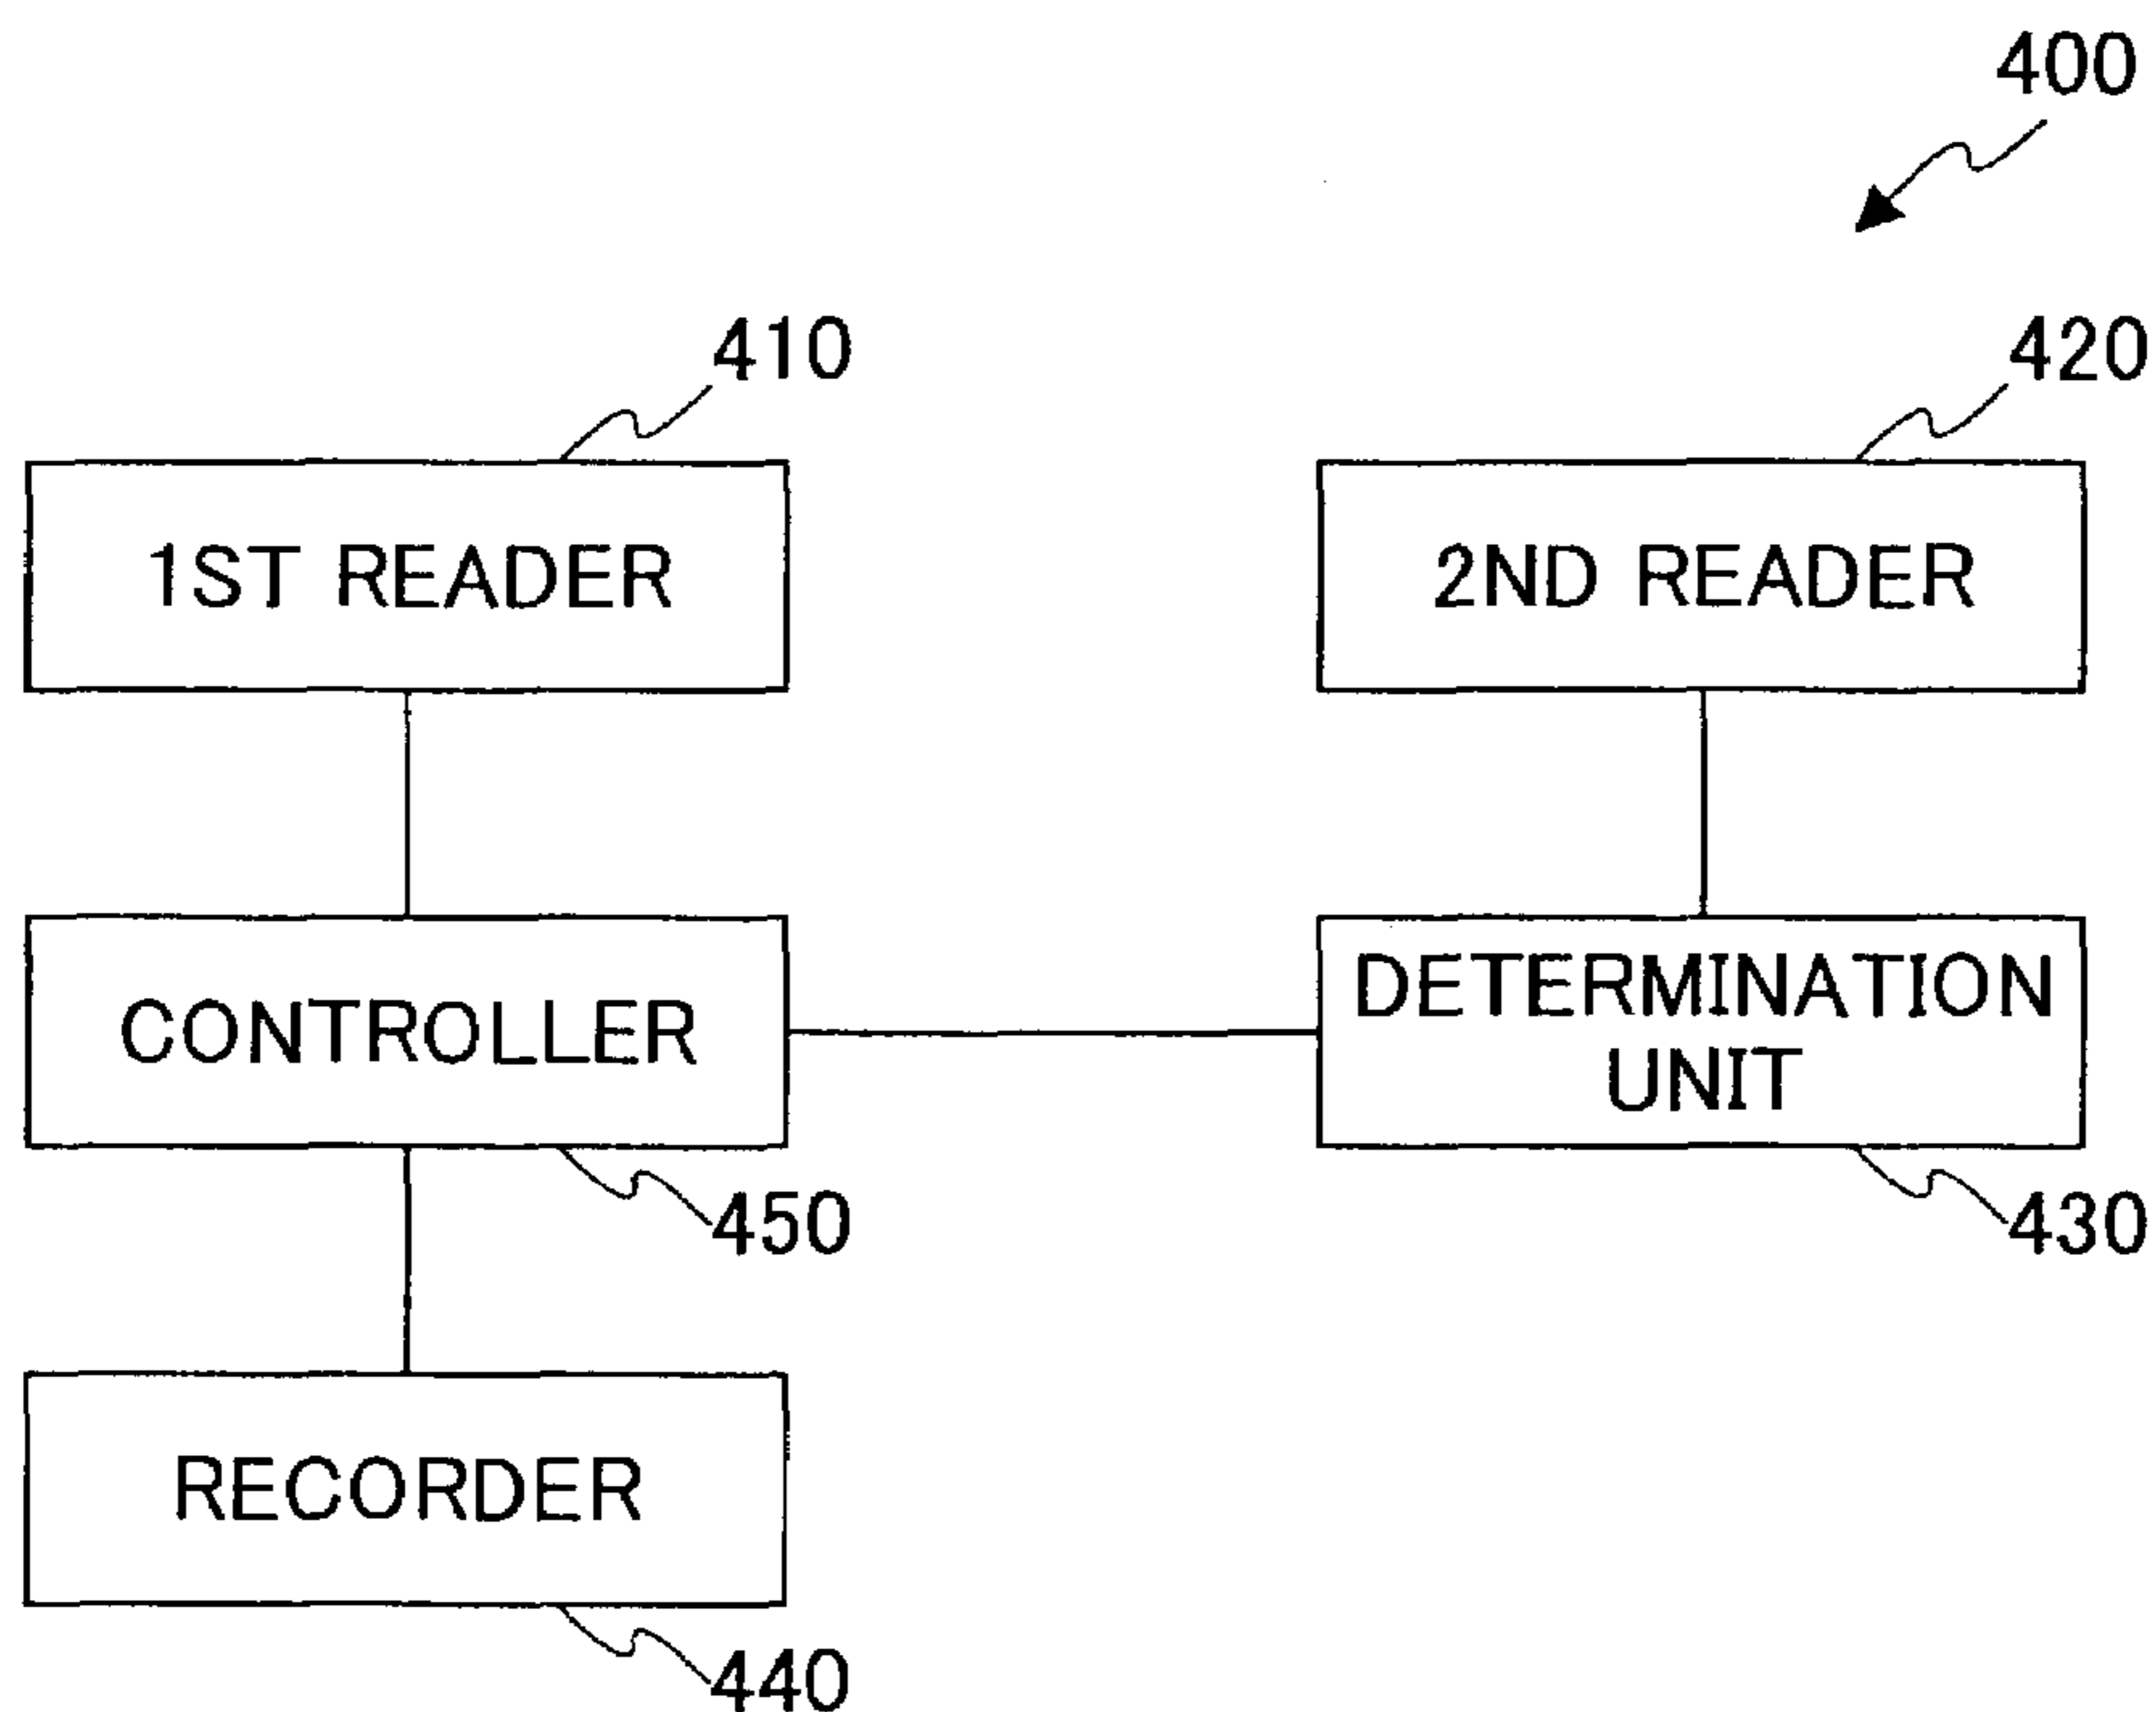 400
410
420
1ST READER
2ND READER
CONTROLLER
DETERMINATION
UNIT
450
430
RECORDER
440